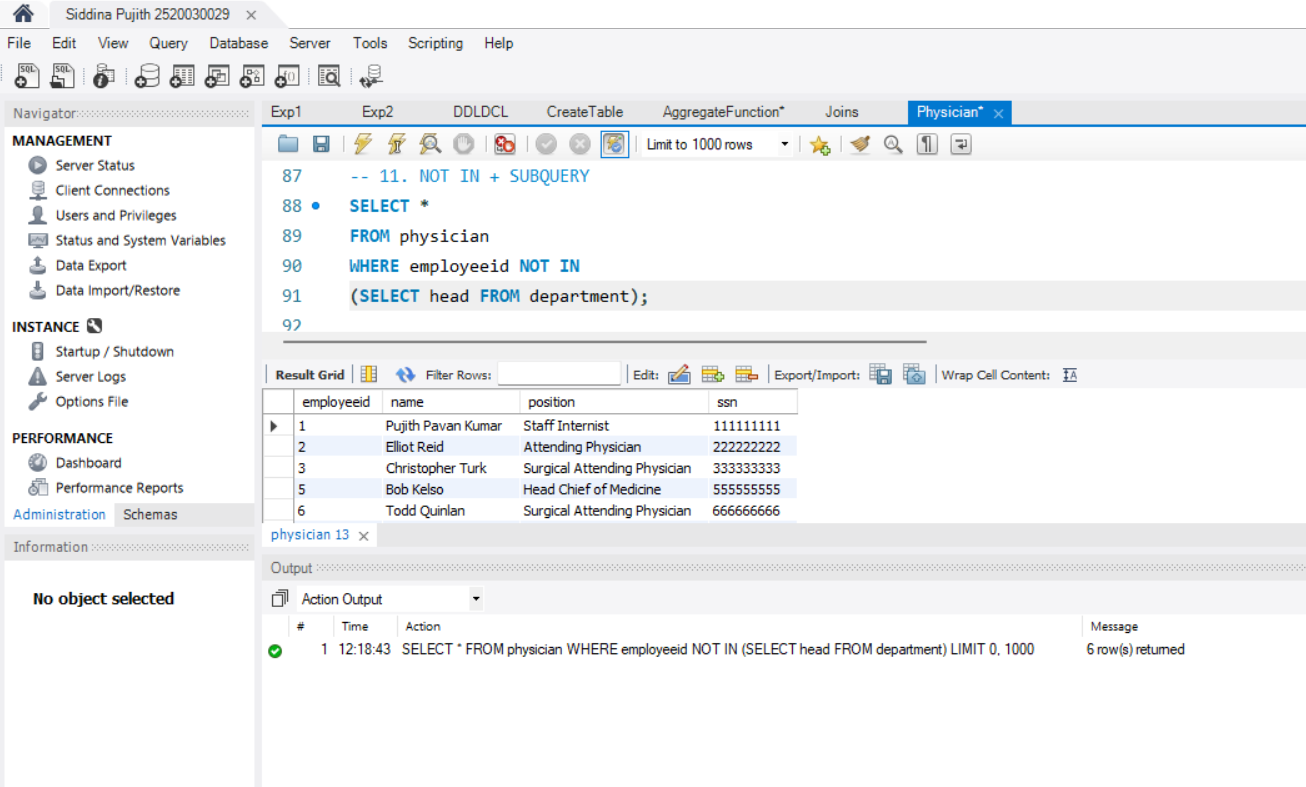 Siddina Pujith 2520030029
File Edit View Query Database Server Tools Scripting Help
Navigator
MANAGEMENT
Server Status
Client Connections
Users and Privileges
Status and System Variables
Data Export
Data Import/Restore
INSTANCE
Startup / Shutdown
Server Logs
Options File
PERFORMANCE
Dashboard
Performance Reports
Administration Schemas
Information
No object selected
Exp1 Exp2 DDLDCL CreateTable AggregateFunction* Joins Physician*
Limit to 1000 rows
87 -- 11. NOT IN + SUBQUERY
88 SELECT *
89 FROM physician
90 WHERE employeeid NOT IN
91 (SELECT head FROM department);
92
Result Grid Filter Rows: Edit: Export/Import: Wrap Cell Content: IA
employeeid name position ssn
1 Pujith Pavan Kumar Staff Internist 111111111
2 Elliot Reid Attending Physician 222222222
3 Christopher Turk Surgical Attending Physician 333333333
5 Bob Kelso Head Chief of Medicine 555555555
6 Todd Quinlan Surgical Attending Physician 666666666
physician 13
Output
Action Output
# Time Action Message
1 12:18:43 SELECT * FROM physician WHERE employeeid NOT IN (SELECT head FROM department) LIMIT 0, 1000 6 row(s) returned